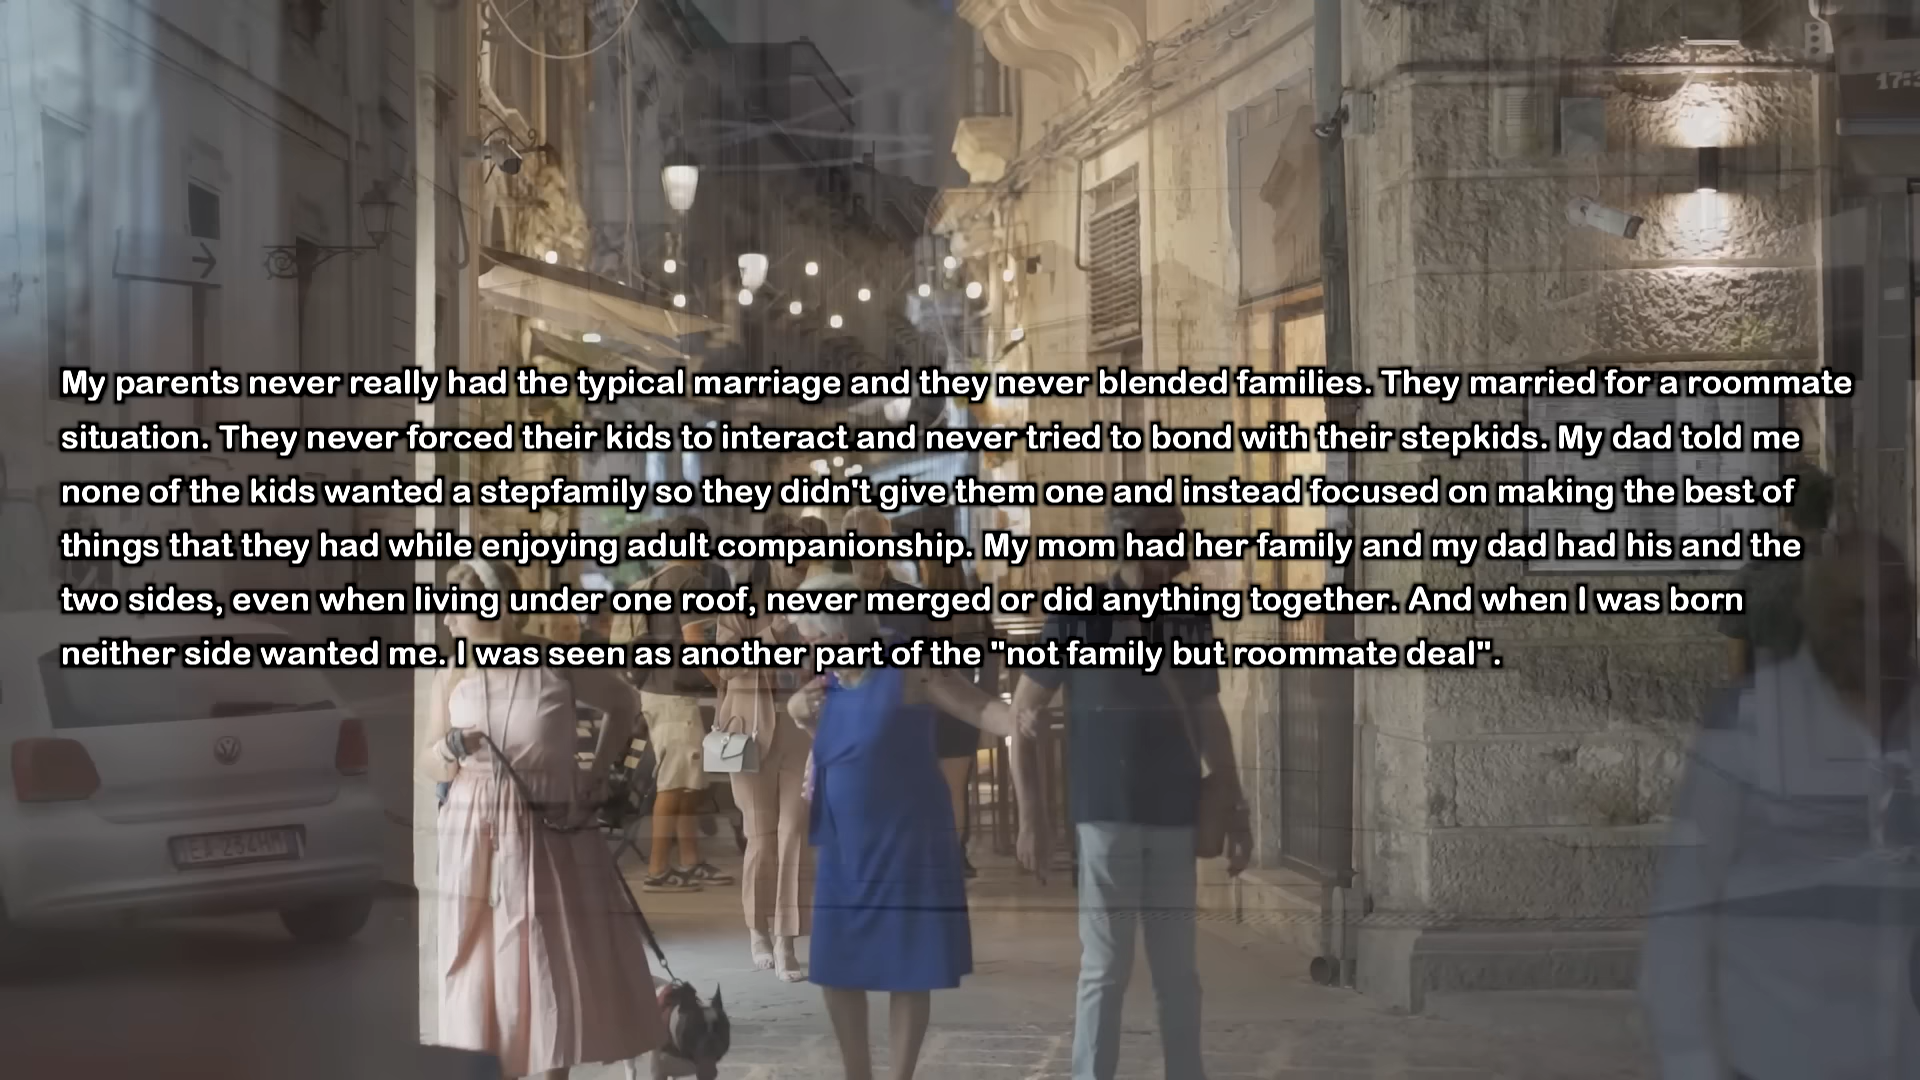 17:3
My parents never really had the typical marriage and they never blended families. They married for a roommate
situation. They never forced their kids to interact and never tried to bond with their stepkids. My dad told me
none of the kids wanted a stepfamily so they didn't give them one and instead focused on making the best of
things that they had while enjoying adult companionship. My mom had her family and my dad had his and the
two sides, even when living under one roof, never merged or did anything together. And when I was born
neither side wanted me. I was seen as another part of the "not family but roommate deal".